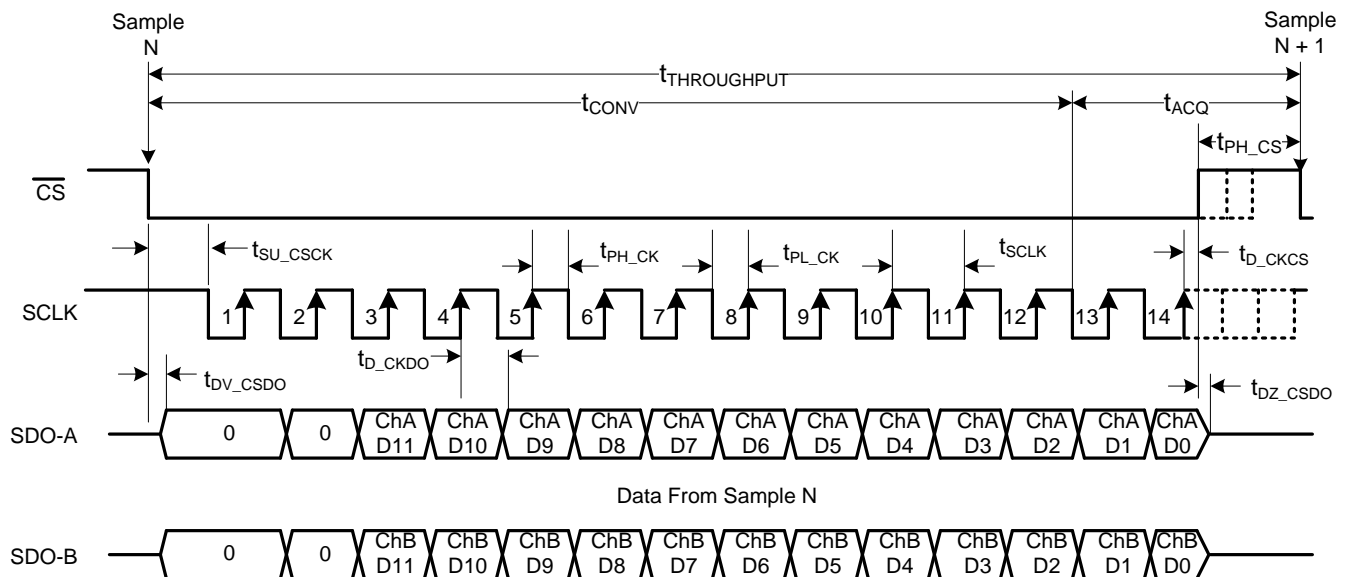 Sample
N
Sample
N + 1
tTHROUGHPUT
tCONV
tACQ
tPH_CS
CS
tSU_CSCK
tPH_CK
tPL_CK
tSCLK
tD_CKCS
SCLK
1 2 3 4 5 6 7 8 9 10 11 12 13 14
tD_CKDO
tDV_CSDO
tDZ_CSDO
SDO-A
0 0 ChA ChA ChA ChA ChA ChA ChA ChA ChA ChA ChA ChA
D11 D10 D9 D8 D7 D6 D5 D4 D3 D2 D1 D0
Data From Sample N
SDO-B
0 0 ChB ChB ChB ChB ChB ChB ChB ChB ChB ChB ChB ChB
D11 D10 D9 D8 D7 D6 D5 D4 D3 D2 D1 D0